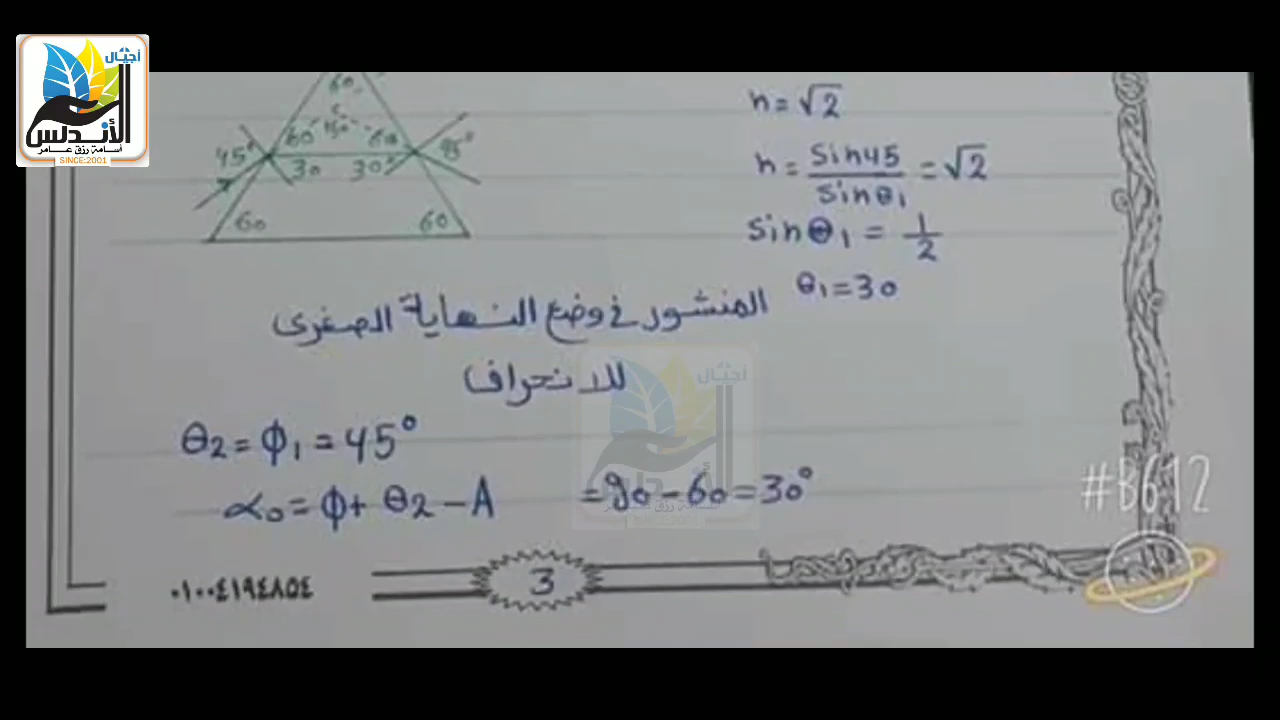 أجيال
الأندلس
أسامة رزق عامر
SINCE:2001
60
60 60
45° 45°
30 30°
60 60
n = √2
n = sin45 / sinθ1 = √2
sinθ1 = 1/2
θ1 = 30
المنشور في وضع النهاية الصغرى
للانحراف
θ2 = ϕ1 = 45°
αo = ϕ + θ2 − A = 90 − 60 = 30°
أجيال
#B612
3
٠١٠٠٤١٩٤٨٥٤